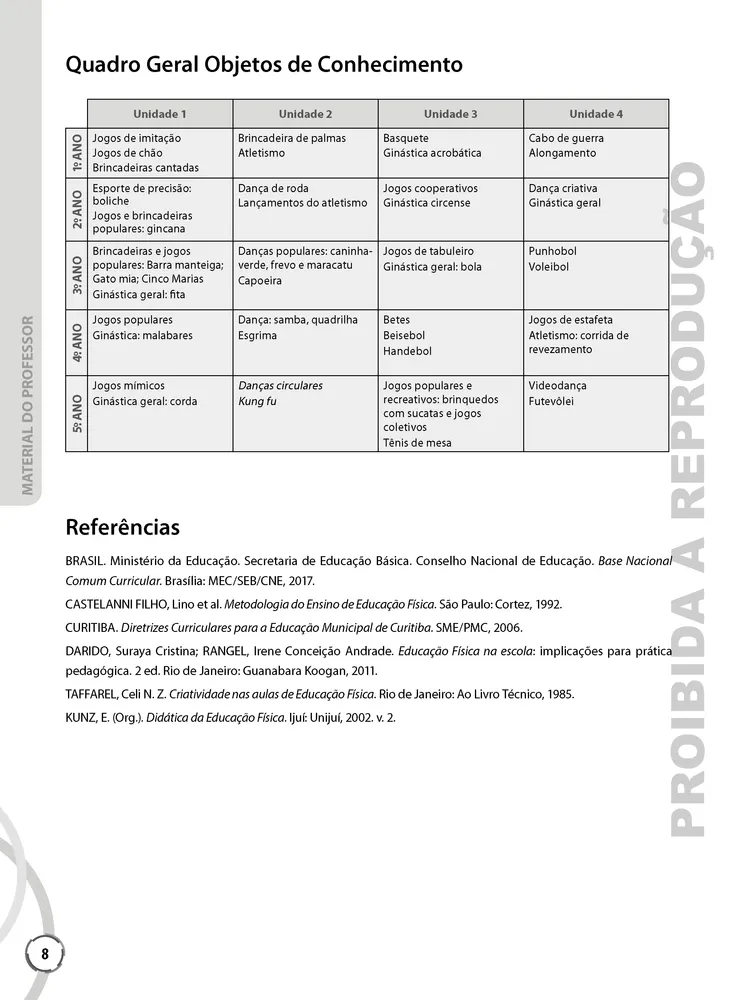 Quadro Geral Objetos de Conhecimento
Unidade 1
Unidade 2
Unidade 3
Unidade 4
1º. ANO
Jogos de imitação
Jogos de chão
Brincadeiras cantadas
Brincadeira de palmas
Atletismo
Basquete
Ginástica acrobática
Cabo de guerra
Alongamento
2º. ANO
Esporte de precisão:
boliche
Jogos e brincadeiras
populares: gincana
Dança de roda
Lançamentos do atletismo
Jogos cooperativos
Ginástica circense
Dança criativa
Ginástica geral
3º. ANO
Brincadeiras e jogos
populares: Barra manteiga;
Gato mia; Cinco Marias
Ginástica geral: fita
Danças populares: caninha-
verde, frevo e maracatu
Capoeira
Jogos de tabuleiro
Ginástica geral: bola
Punhobol
Voleibol
4º. ANO
Jogos populares
Ginástica: malabares
Dança: samba, quadrilha
Esgrima
Betes
Beisebol
Handebol
Jogos de estafeta
Atletismo: corrida de
revezamento
5º. ANO
Jogos mímicos
Ginástica geral: corda
Danças circulares
Kung fu
Jogos populares e
recreativos: brinquedos
com sucatas e jogos
coletivos
Tênis de mesa
Videodança
Futevôlei
MATERIAL DO PROFESSOR
Referências
BRASIL. Ministério da Educação. Secretaria de Educação Básica. Conselho Nacional de Educação. Base Nacional
Comum Curricular. Brasília: MEC/SEB/CNE, 2017.
CASTELANNI FILHO, Lino et al. Metodologia do Ensino de Educação Física. São Paulo: Cortez, 1992.
CURITIBA. Diretrizes Curriculares para a Educação Municipal de Curitiba. SME/PMC, 2006.
DARIDO, Suraya Cristina; RANGEL, Irene Conceição Andrade. Educação Física na escola: implicações para prática
pedagógica. 2 ed. Rio de Janeiro: Guanabara Koogan, 2011.
TAFFAREL, Celi N. Z. Criatividade nas aulas de Educação Física. Rio de Janeiro: Ao Livro Técnico, 1985.
KUNZ, E. (Org.). Didática da Educação Física. Ijuí: Unijuí, 2002. v. 2.
PROIBIDA A REPRODUÇÃO
8